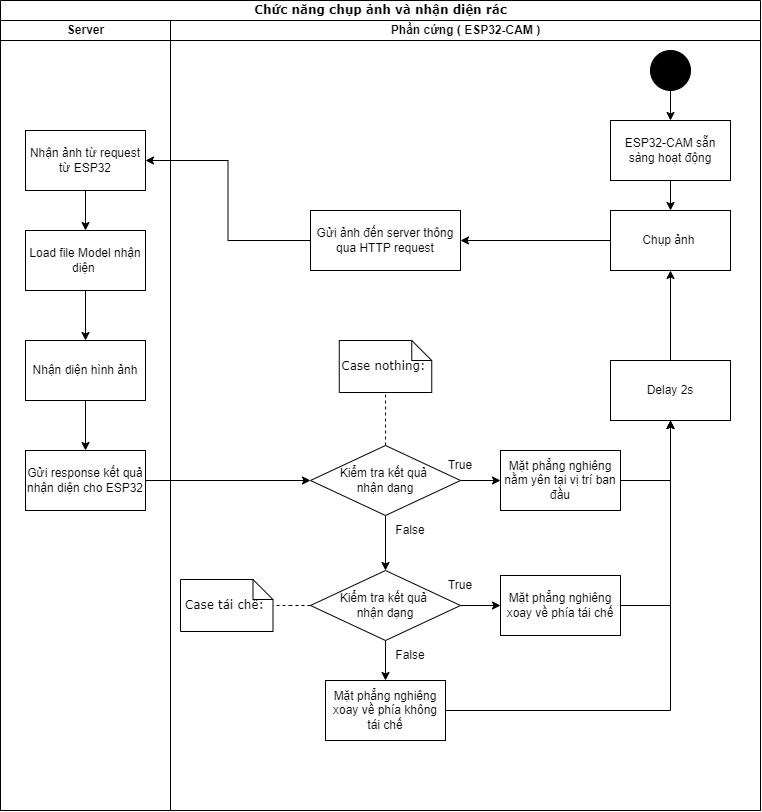 Chức năng chụp ảnh và nhận diện rác
Server
Phần cứng ( ESP32-CAM )
ESP32-CAM sẵn
sàng hoạt động
Nhận ảnh từ request
từ ESP32
Gửi ảnh đến server thông
qua HTTP request
Chụp ảnh
Load file Model nhận
diện
Case nothing:
Nhận diện hình ảnh
Delay 2s
Gửi response kết quả
nhận diện cho ESP32
Kiểm tra kết quả
nhận dạng
True
Mặt phẳng nghiêng
nằm yên tại vị trí ban
đầu
False
Case tái chế:
Kiểm tra kết quả
nhận dạng
True
Mặt phẳng nghiêng
xoay về phía tái chế
False
Mặt phẳng nghiêng
xoay về phía không
tái chế